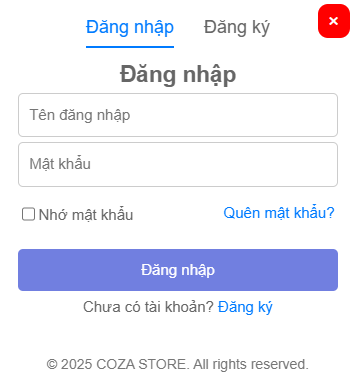 Đăng nhập Đăng ký ×
Đăng nhập
Tên đăng nhập
Mật khẩu
Nhớ mật khẩu Quên mật khẩu?
Đăng nhập
Chưa có tài khoản? Đăng ký
© 2025 COZA STORE. All rights reserved.